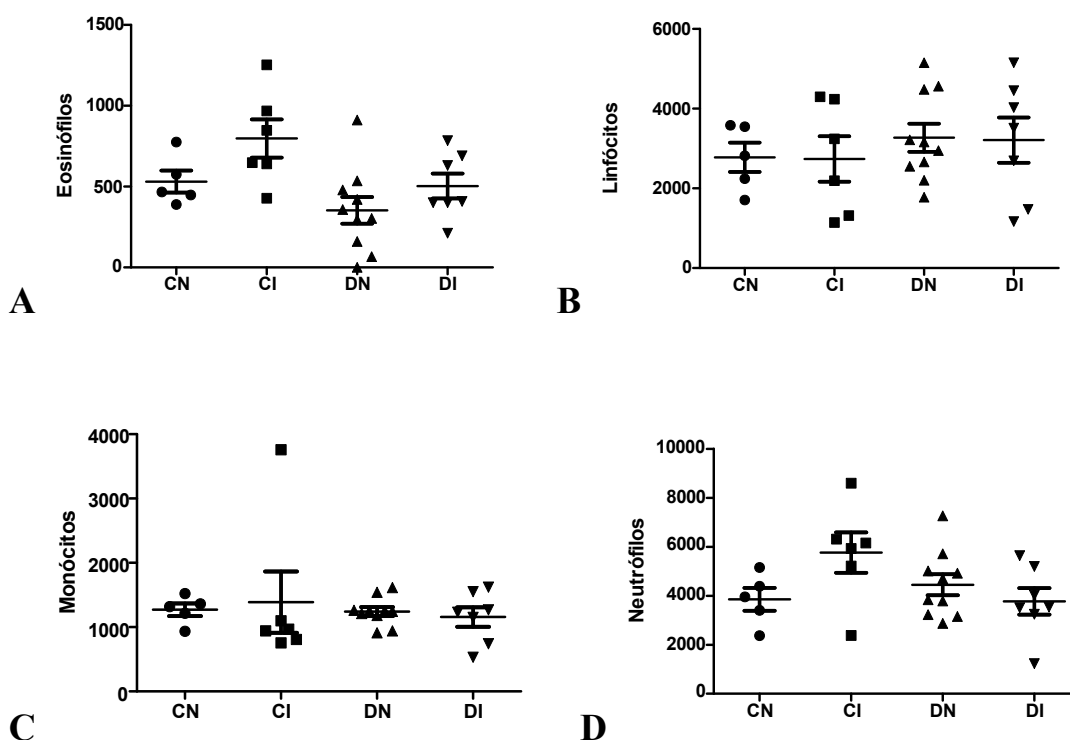 Eosinófilos
1500
1000
500
0
CN CI DN DI
A
Linfócitos
6000
4000
2000
0
CN CI DN DI
B
Monócitos
4000
3000
2000
1000
0
CN CI DN DI
C
Neutrófilos
10000
8000
6000
4000
2000
0
CN CI DN DI
D